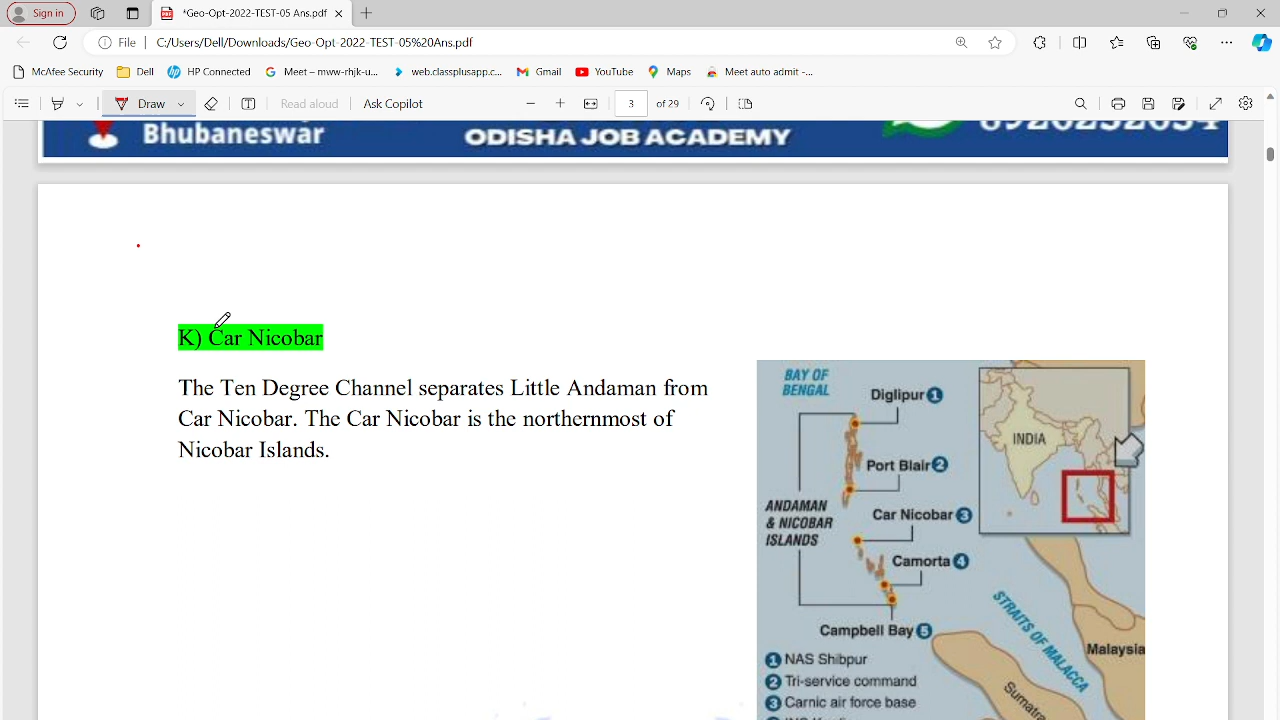 Sign in
*Geo-Opt-2022-TEST-05 Ans.pdf
File
C:/Users/Dell/Downloads/Geo-Opt-2022-TEST-05%20Ans.pdf
McAfee Security
Dell
HP Connected
Meet – mvw-rhjk-u...
web.classplusapp.c...
Gmail
YouTube
Maps
Meet auto admit -...
Draw
Read aloud
Ask Copilot
3
of 29
Bhubaneswar
ODISHA JOB ACADEMY
K) Car Nicobar
The Ten Degree Channel separates Little Andaman from
Car Nicobar. The Car Nicobar is the northernmost of
Nicobar Islands.
BAY OF
BENGAL
Diglipur 1
INDIA
Port Blair 2
ANDAMAN
& NICOBAR
ISLANDS
Car Nicobar 3
Camorta 4
STRAITS OF MALACCA
Campbell Bay 5
Malaysia
Sumatra
1 NAS Shibpur
2 Tri-service command
3 Carnic air force base